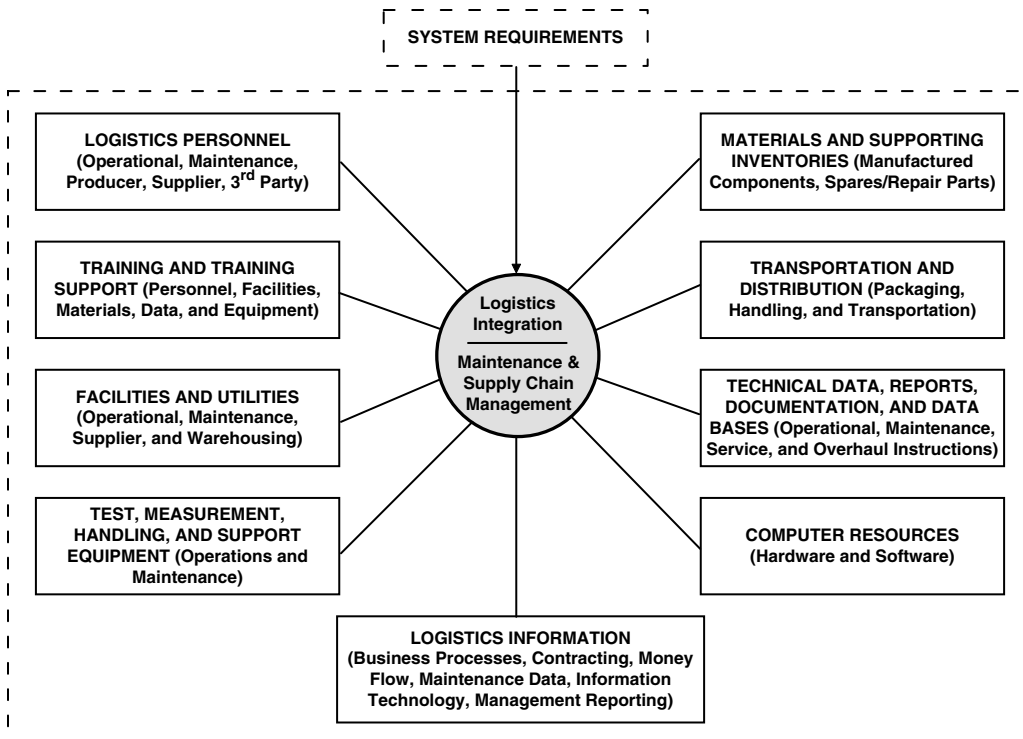 SYSTEM REQUIREMENTS
LOGISTICS PERSONNEL
(Operational, Maintenance,
Producer, Supplier, 3rd Party)
TRAINING AND TRAINING
SUPPORT (Personnel, Facilities,
Materials, Data, and Equipment)
FACILITIES AND UTILITIES
(Operational, Maintenance,
Supplier, and Warehousing)
TEST, MEASUREMENT,
HANDLING, AND SUPPORT
EQUIPMENT (Operations and
Maintenance)
Logistics
Integration
Maintenance &
Supply Chain
Management
MATERIALS AND SUPPORTING
INVENTORIES (Manufactured
Components, Spares/Repair Parts)
TRANSPORTATION AND
DISTRIBUTION (Packaging,
Handling, and Transportation)
TECHNICAL DATA, REPORTS,
DOCUMENTATION, AND DATA
BASES (Operational, Maintenance,
Service, and Overhaul Instructions)
COMPUTER RESOURCES
(Hardware and Software)
LOGISTICS INFORMATION
(Business Processes, Contracting, Money
Flow, Maintenance Data, Information
Technology, Management Reporting)